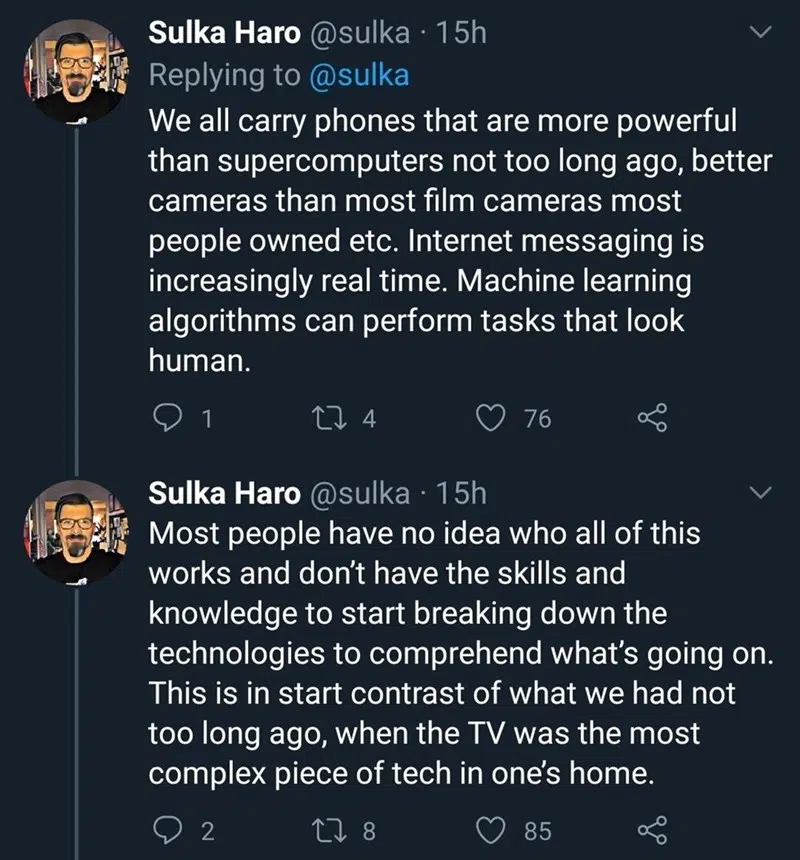 Sulka Haro @sulka · 15h
Replying to @sulka
We all carry phones that are more powerful
than supercomputers not too long ago, better
cameras than most film cameras most
people owned etc. Internet messaging is
increasingly real time. Machine learning
algorithms can perform tasks that look
human.
1 4 76
Sulka Haro @sulka · 15h
Most people have no idea who all of this
works and don't have the skills and
knowledge to start breaking down the
technologies to comprehend what's going on.
This is in start contrast of what we had not
too long ago, when the TV was the most
complex piece of tech in one's home.
2 8 85